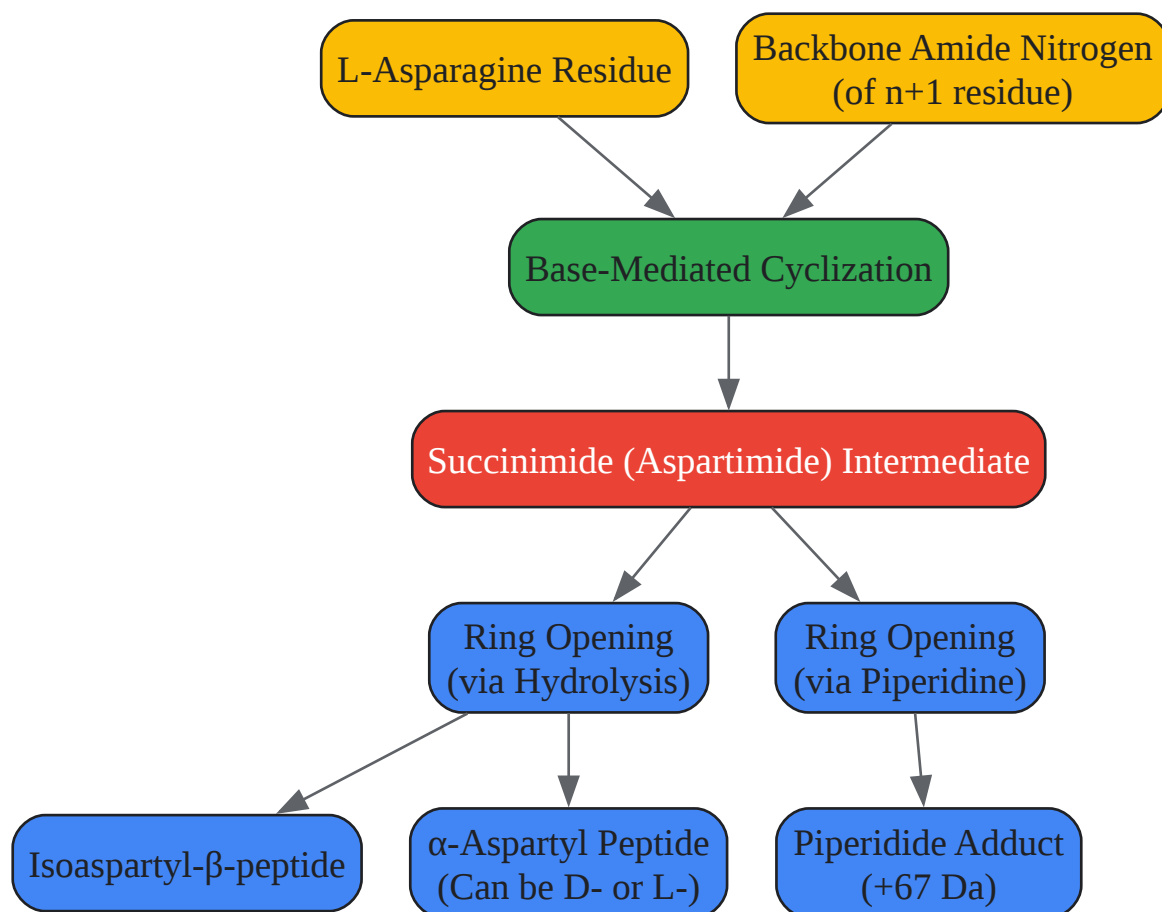 L-Asparagine Residue
Backbone Amide Nitrogen
(of n+1 residue)
Base-Mediated Cyclization
Succinimide (Aspartimide) Intermediate
Ring Opening
(via Hydrolysis)
Ring Opening
(via Piperidine)
Isoaspartyl-β-peptide
α-Aspartyl Peptide
(Can be D- or L-)
Piperidide Adduct
(+67 Da)